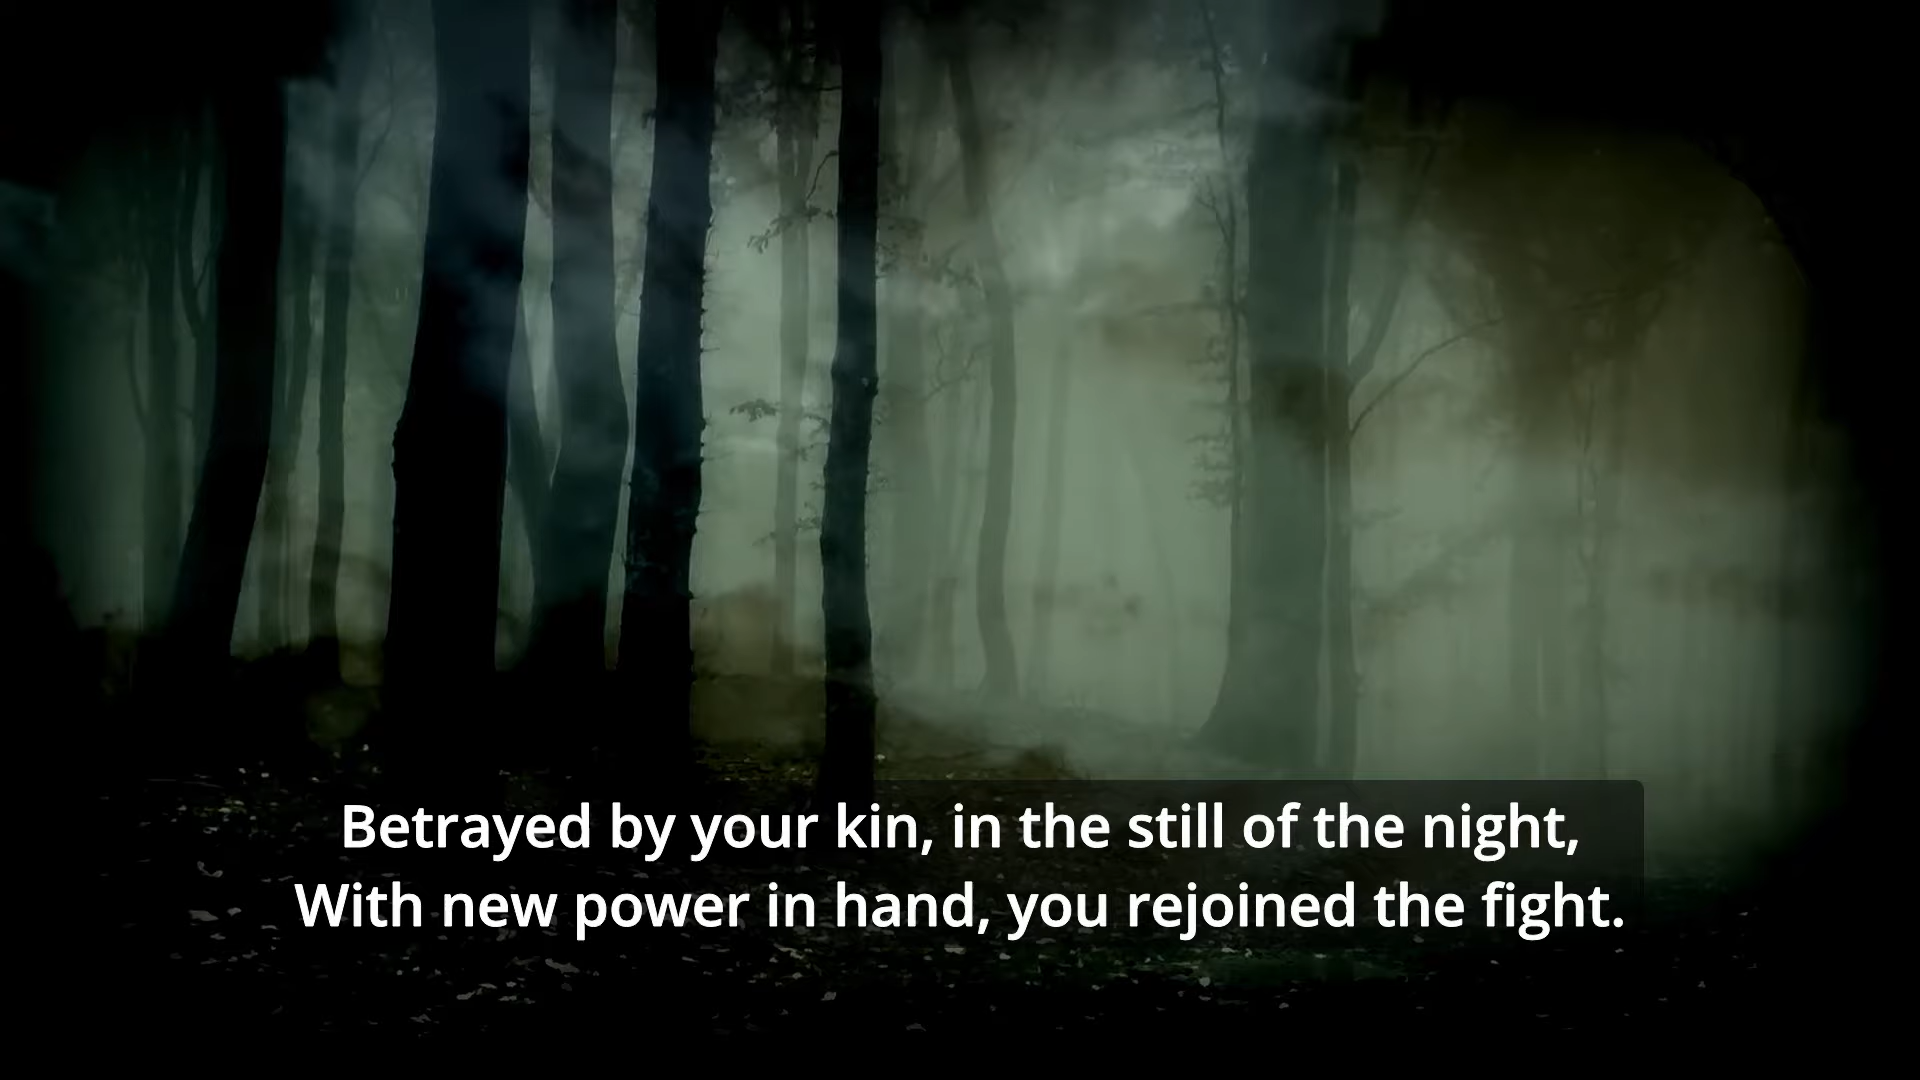 Betrayed by your kin, in the still of the night,
With new power in hand, you rejoined the fight.